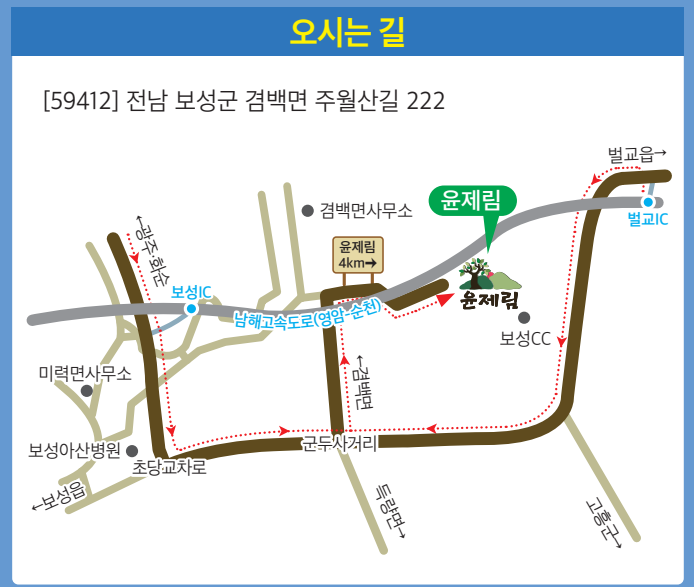 오시는 길
[59412] 전남 보성군 겸백면 주월산길 222
벌교읍→
겸백면사무소
윤제림
←광주·화순
윤제림
4km→
벌교IC
보성IC
윤제림
남해고속도로(영암-순천)
보성CC
미력면사무소
←겸백면
보성아산병원
군두사거리
초당교차로
←보성읍
득량면→
고흥군→